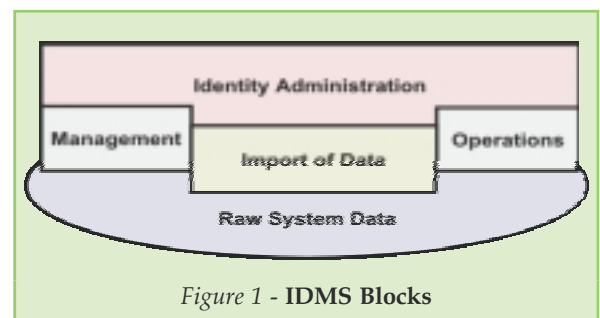 Identity Administration
Management
Operations
Import of Data
Raw System Data
Figure 1 - IDMS Blocks